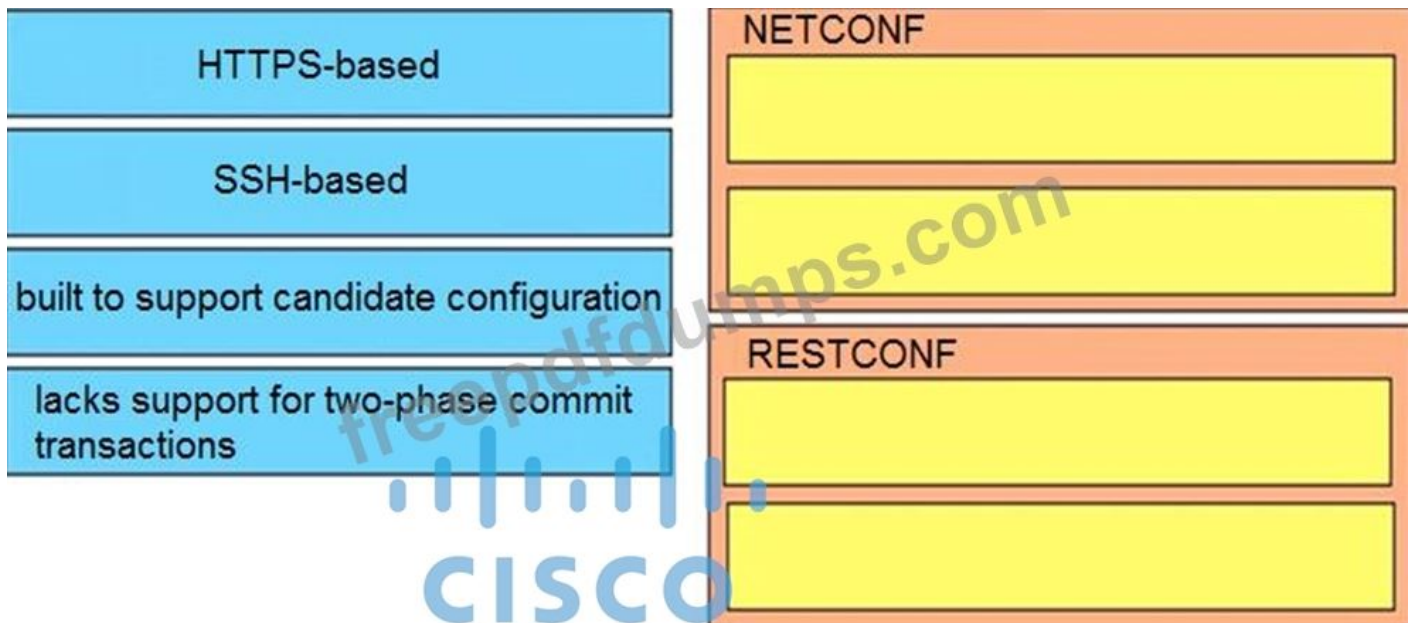 HTTPS-based
SSH-based
built to support candidate configuration
lacks support for two-phase commit
transactions
NETCONF
RESTCONF
freepdfdumps.com
CISCO